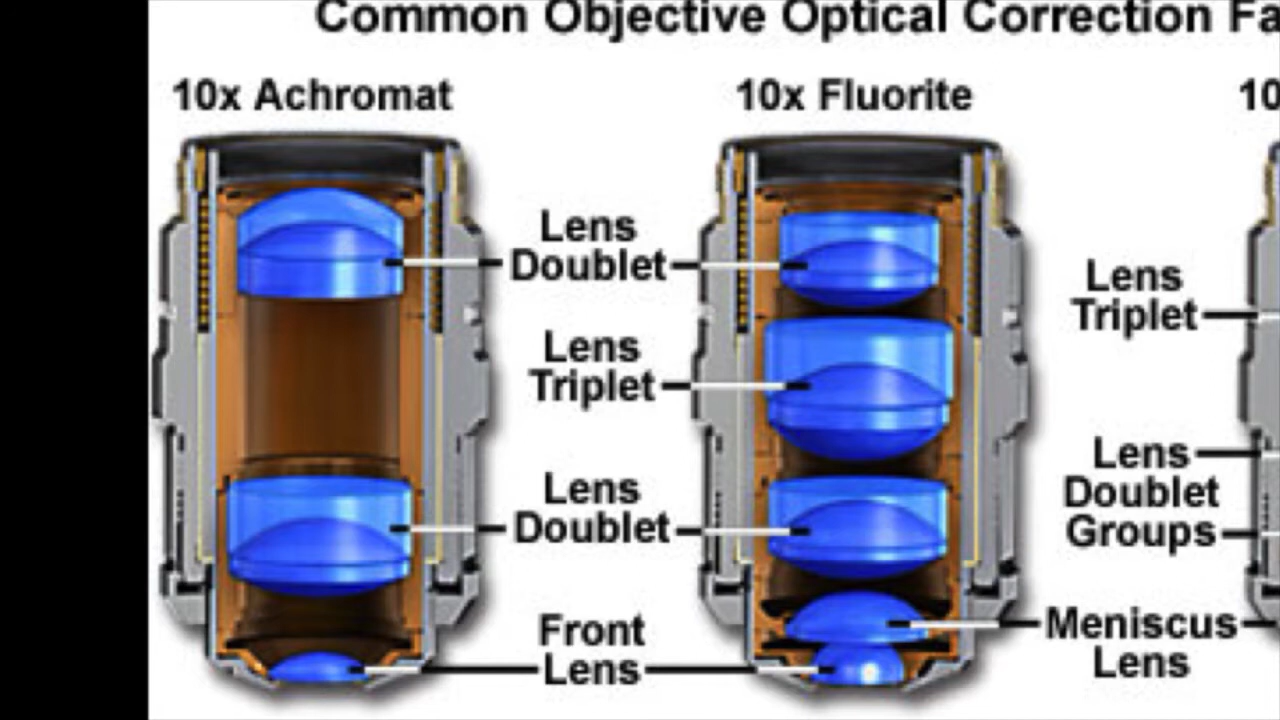 Common Objective Optical Correction Fa
10x Achromat
10x Fluorite
10
Lens
Doublet
Lens
Triplet
Lens
Doublet
Front
Lens
Lens
Triplet
Lens
Doublet
Groups
Meniscus
Lens